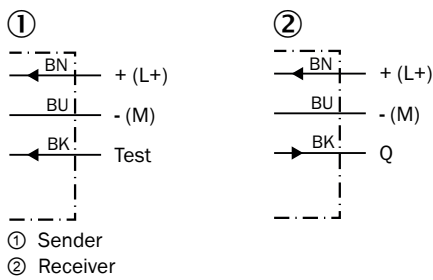 ① ②
BN + (L+) BN + (L+)
BU - (M) BU - (M)
BK Test BK Q
① Sender
② Receiver